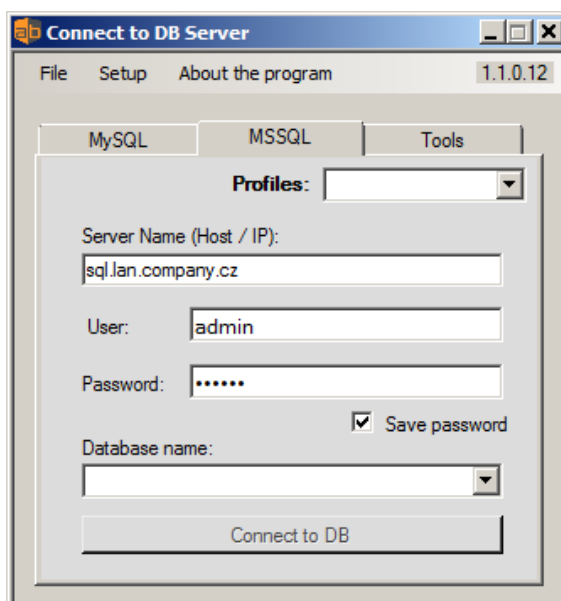 ab Connect to DB Server
File Setup About the program 1.1.0.12
MySQL MSSQL Tools
Profiles:
Server Name (Host / IP):
sql.lan.company.cz
User: admin
Password: ••••••
Save password
Database name:
Connect to DB